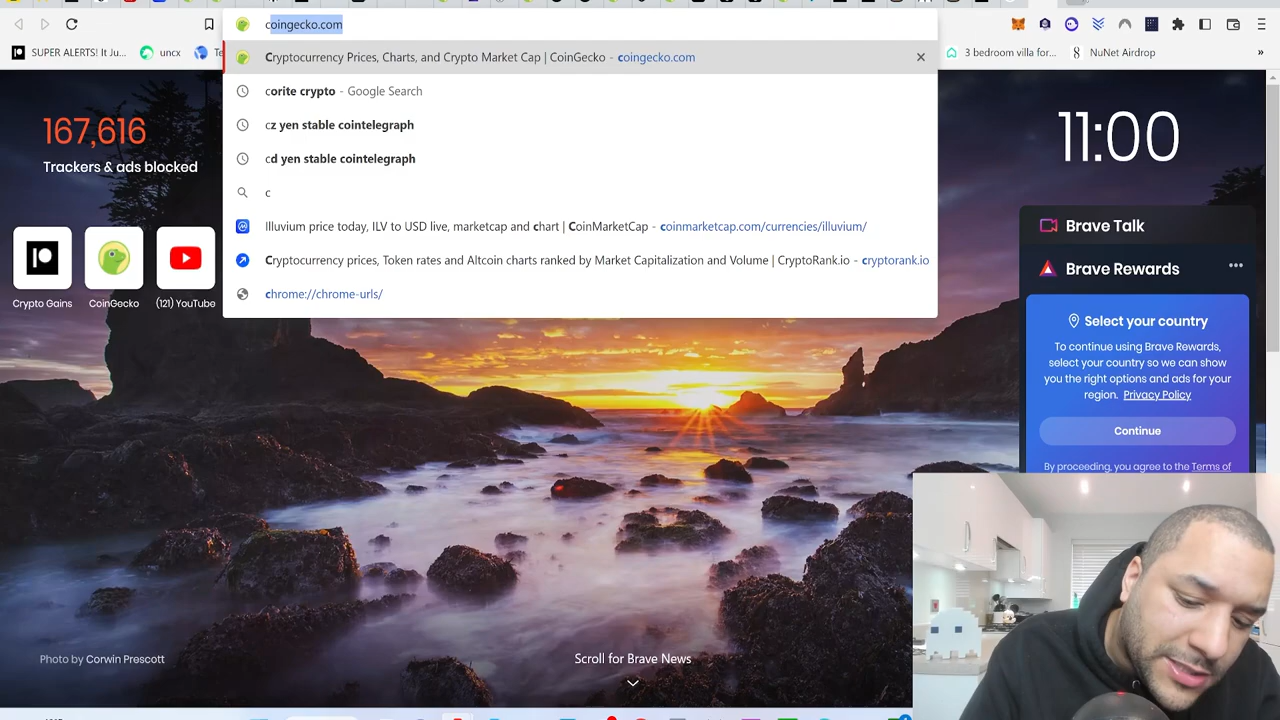 coingecko.com
SUPER ALERTS! It Ju...
uncx
3 bedroom villa for...
NuNet Airdrop
»
Cryptocurrency Prices, Charts, and Crypto Market Cap | CoinGecko - coingecko.com
corite crypto - Google Search
cz yen stable cointelegraph
cd yen stable cointelegraph
c
Illuvium price today, ILV to USD live, marketcap and chart | CoinMarketCap - coinmarketcap.com/currencies/illuvium/
Cryptocurrency prices, Token rates and Altcoin charts ranked by Market Capitalization and Volume | CryptoRank.io - cryptorank.io
chrome://chrome-urls/
167,616
Trackers & ads blocked
Crypto Gains
CoinGecko
(121) YouTube
11:00
Brave Talk
Brave Rewards
Select your country
To continue using Brave Rewards,
select your country so we can show
you the right options and ads for your
region. Privacy Policy
Continue
By proceeding, you agree to the Terms of
Photo by Corwin Prescott
Scroll for Brave News